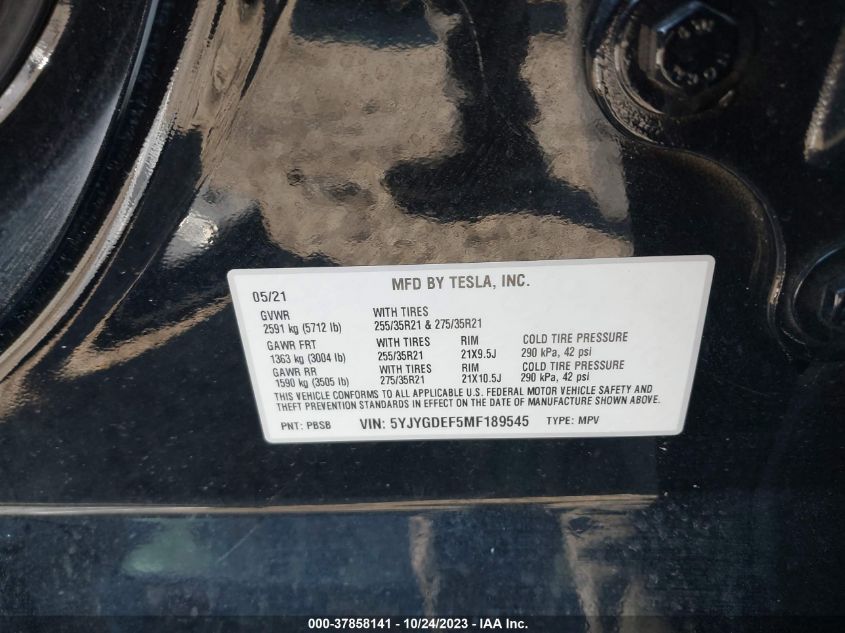 MFD BY TESLA, INC.
05/21
GVWR WITH TIRES
2591 kg (5712 lb) 255/35R21 & 275/35R21
GAWR FRT WITH TIRES RIM COLD TIRE PRESSURE
1363 kg (3004 lb) 255/35R21 21X9.5J 290 kPa, 42 psi
GAWR RR WITH TIRES RIM COLD TIRE PRESSURE
1590 kg (3505 lb) 275/35R21 21X10.5J 290 kPa, 42 psi
THIS VEHICLE CONFORMS TO ALL APPLICABLE U.S. FEDERAL MOTOR VEHICLE SAFETY AND
THEFT PREVENTION STANDARDS IN EFFECT ON THE DATE OF MANUFACTURE SHOWN ABOVE.
PNT: PBSB VIN: 5YJYGDEF5MF189545 TYPE: MPV
000-37858141 - 10/24/2023 - IAA Inc.